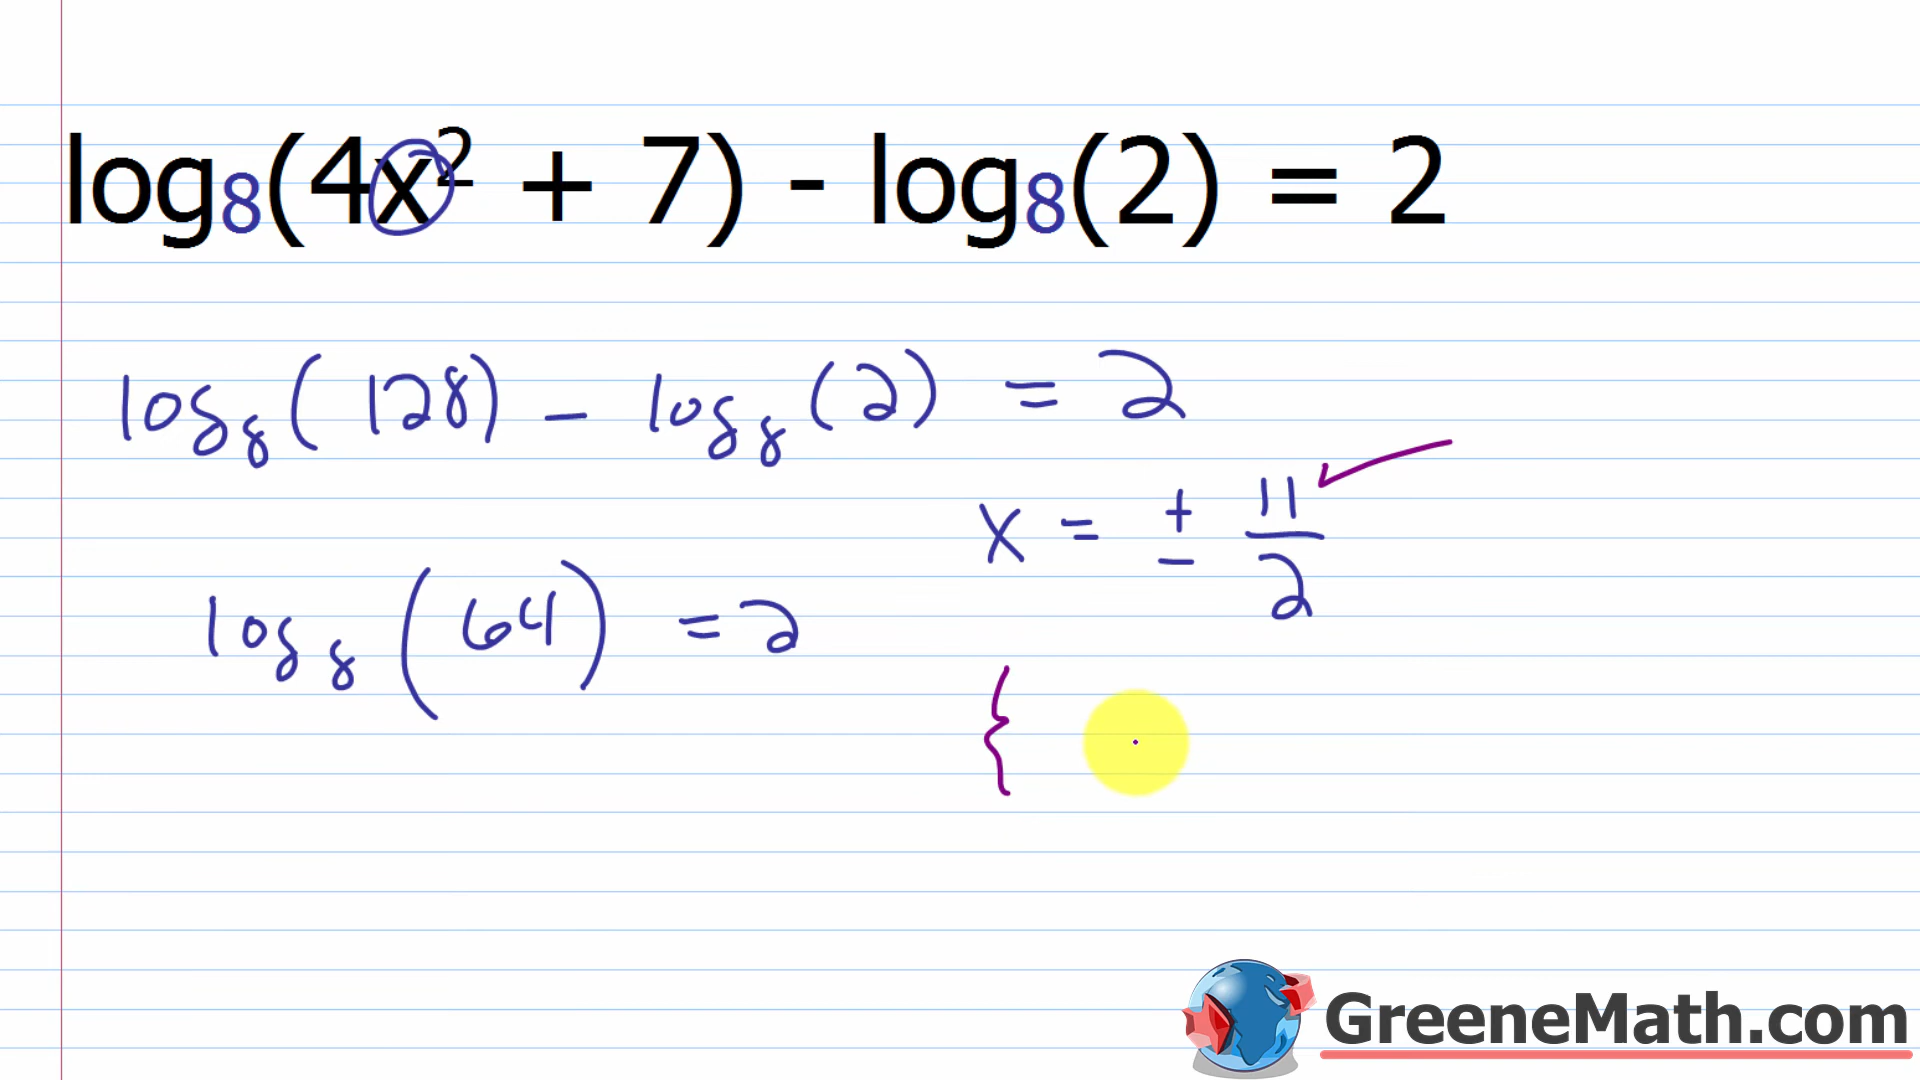 log₈(4x² + 7) - log₈(2) = 2
log₈(128) - log₈(2) = 2
x = ± 11/2
log₈(64) = 2
{
GreeneMath.com